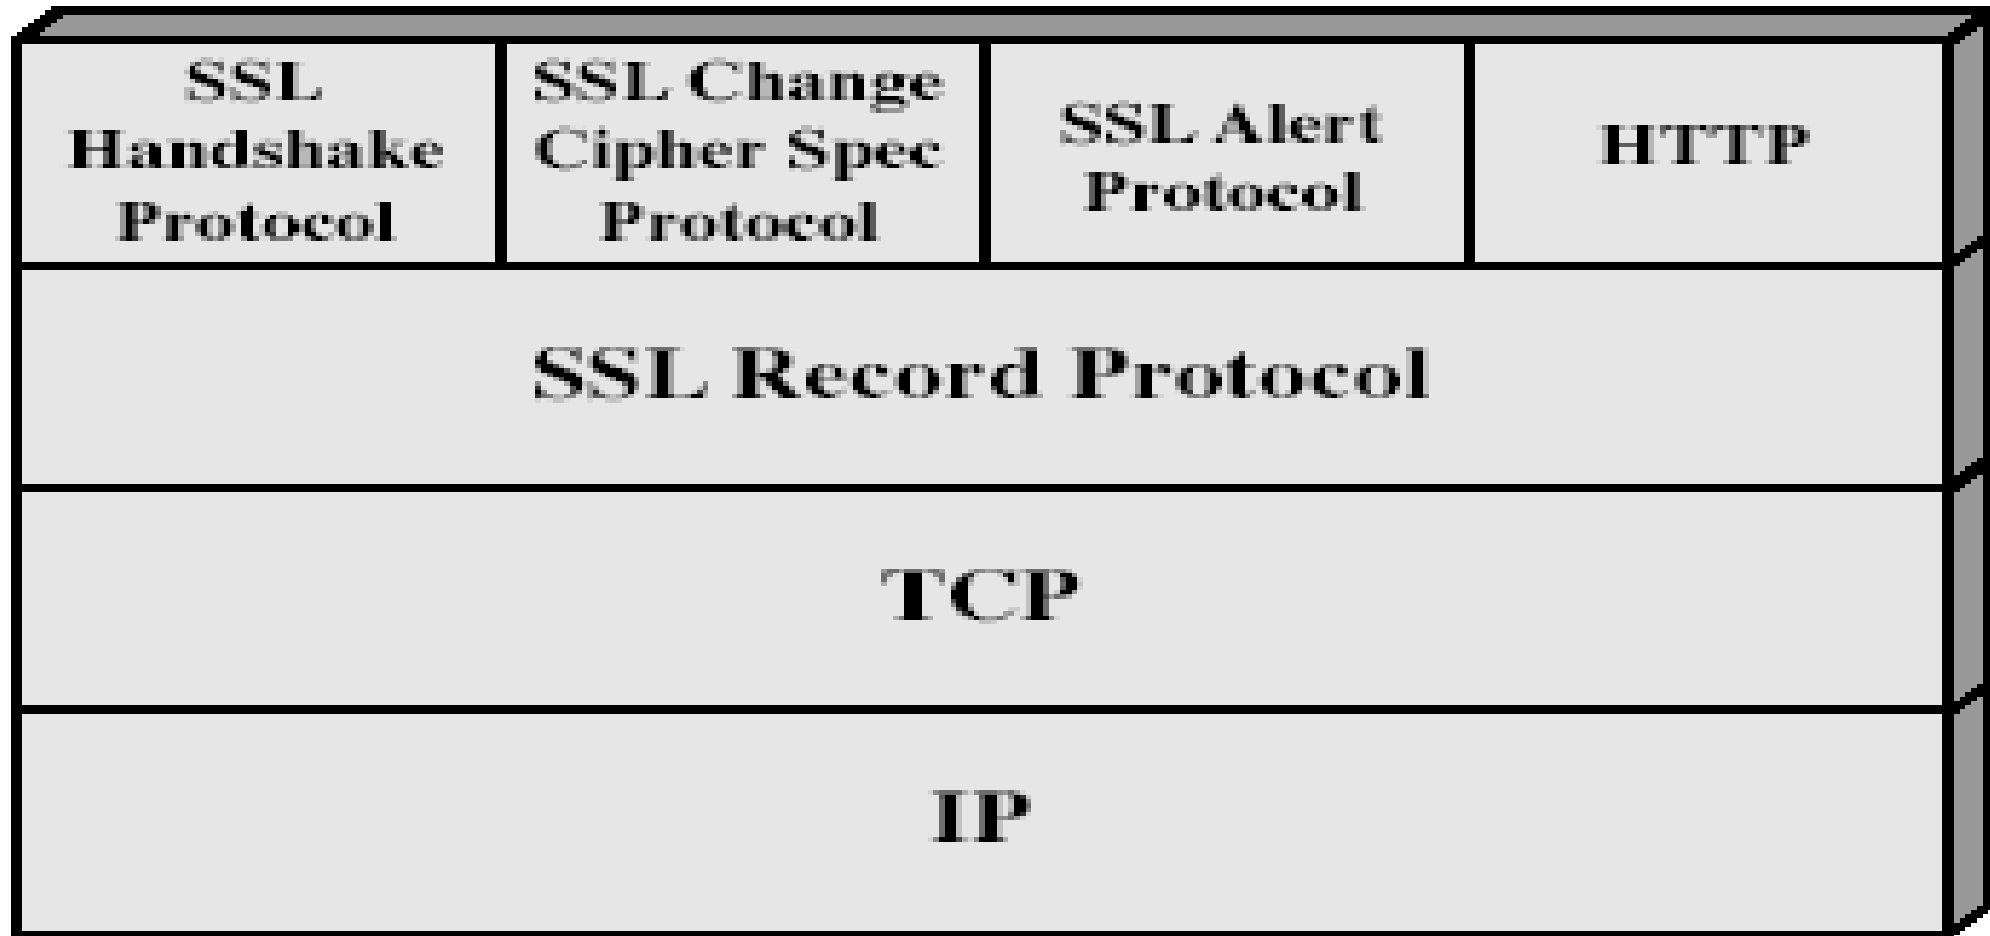 SSL
Handshake
Protocol
SSL Change
Cipher Spec
Protocol
SSL Alert
Protocol
HTTP
SSL Record Protocol
TCP
IP